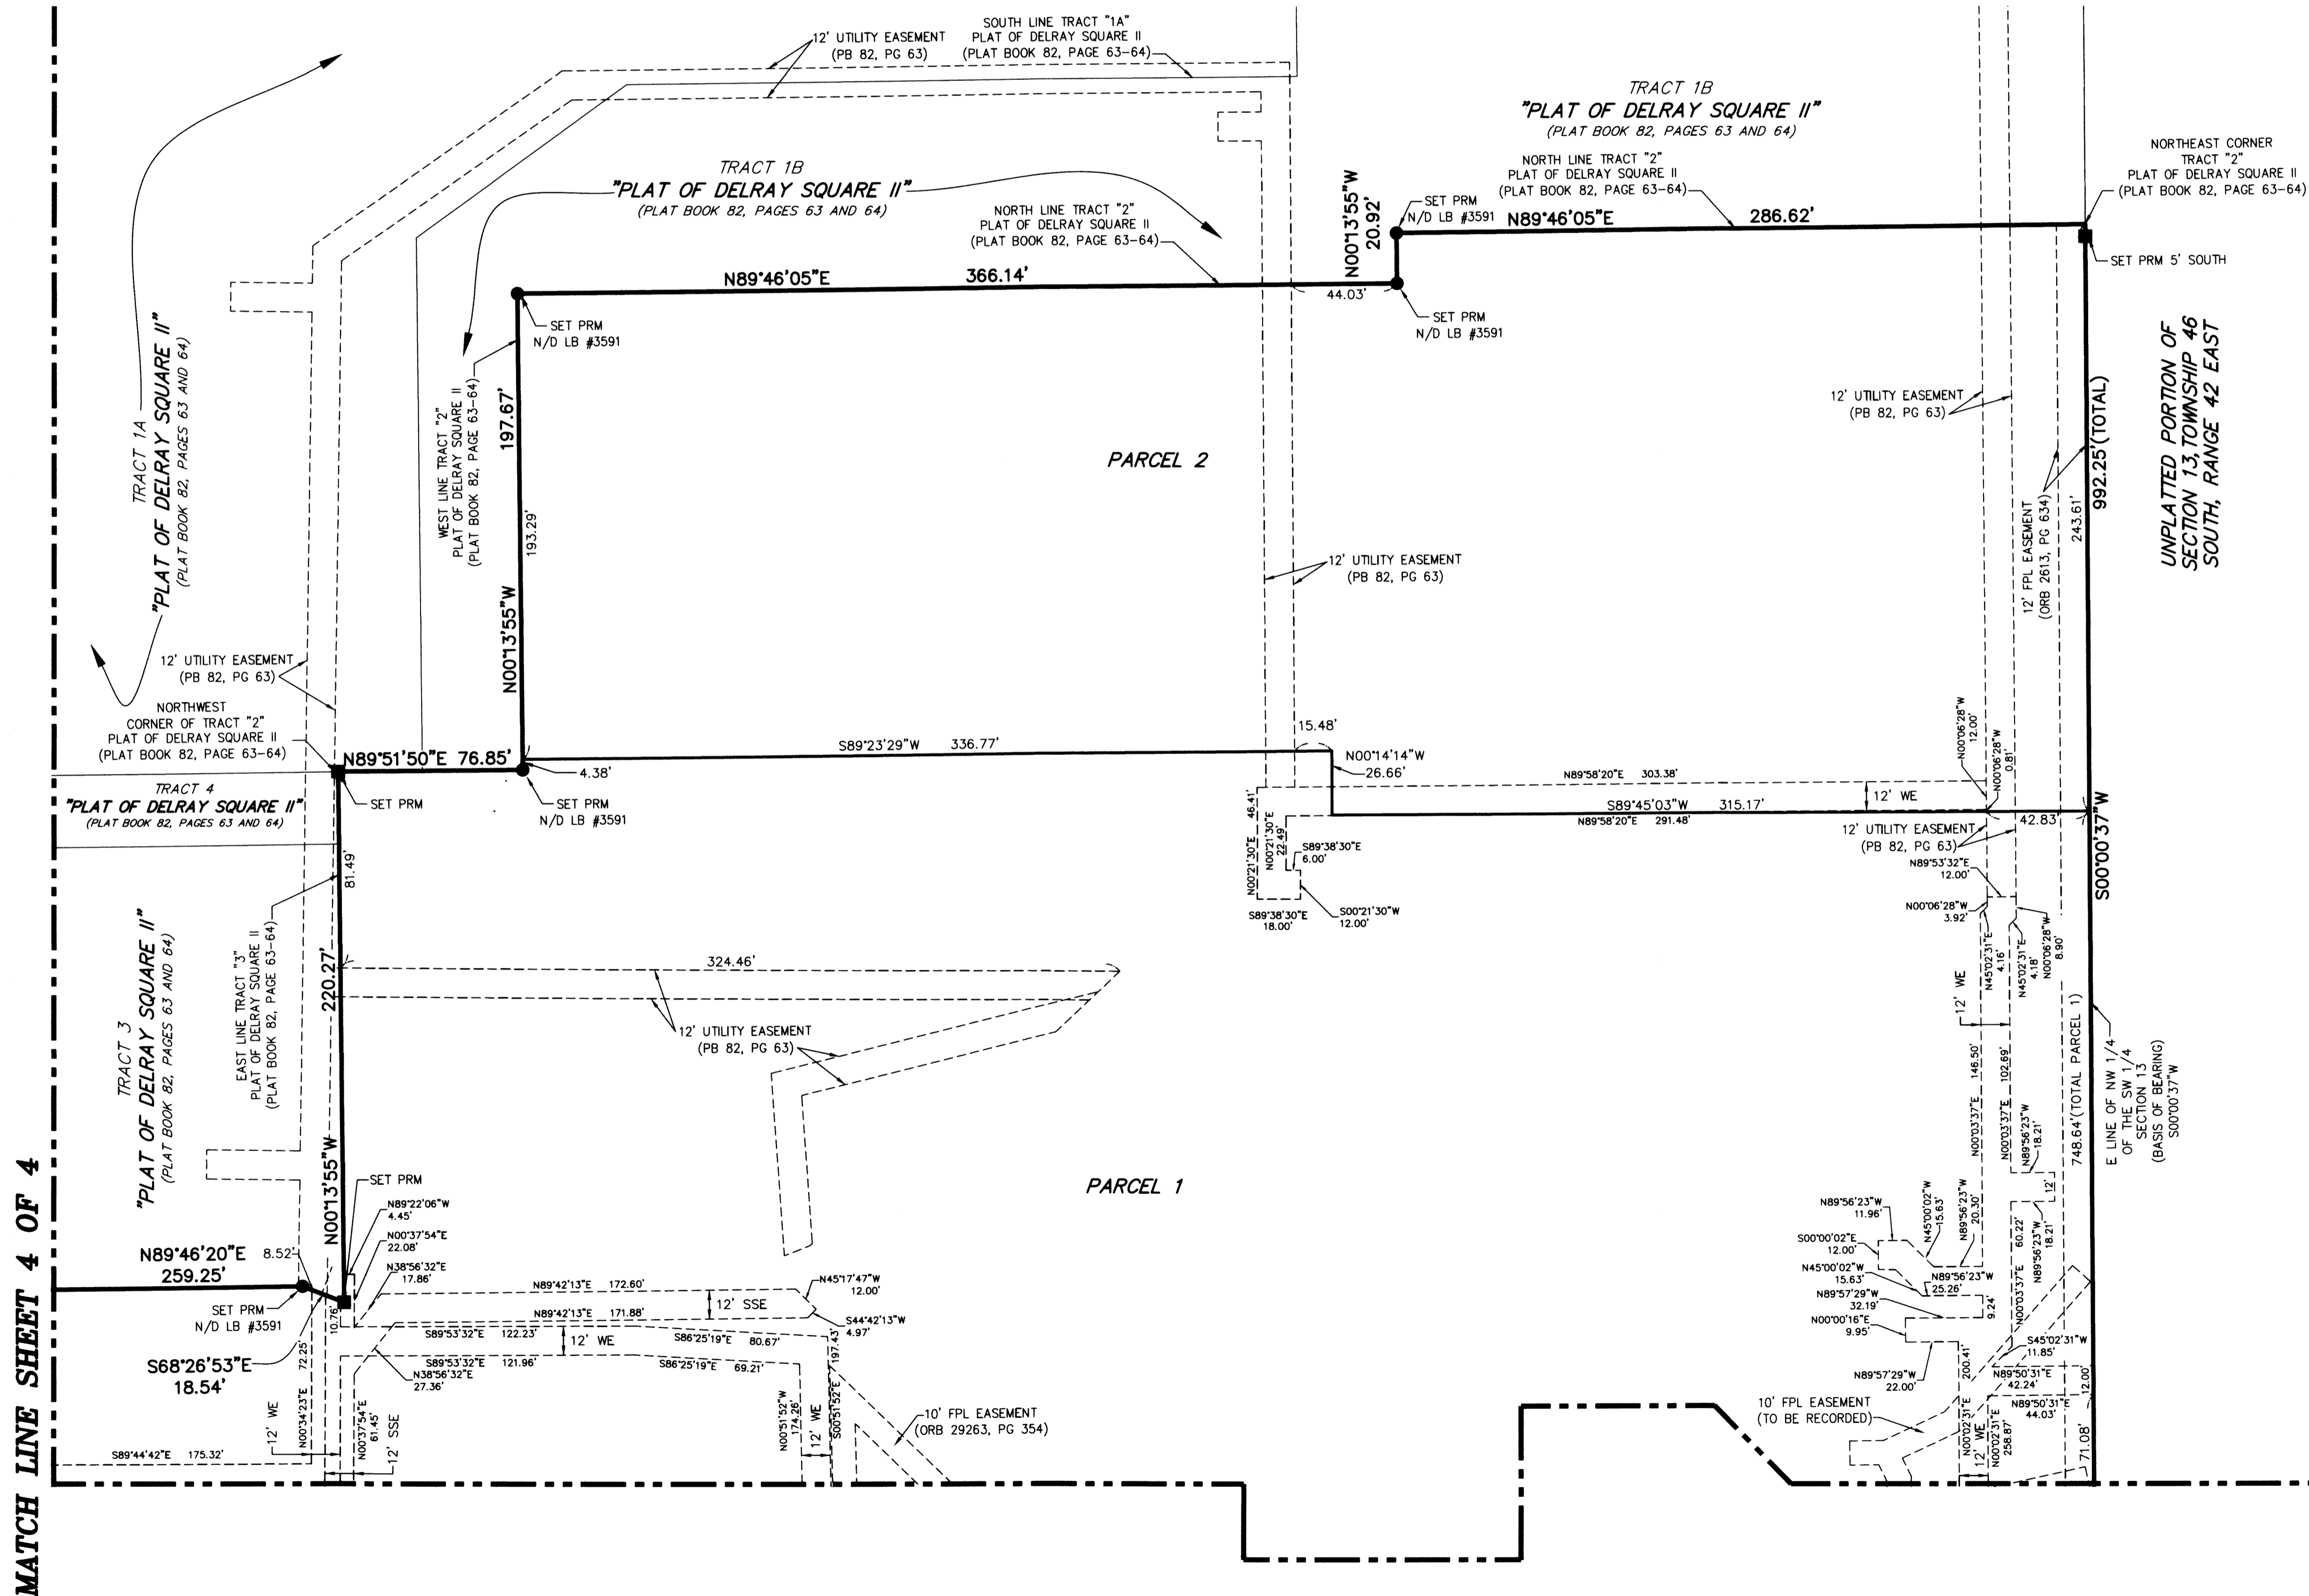 SOUTH LINE TRACT "1A"
PLAT OF DELRAY SQUARE II
(PLAT BOOK 82, PAGE 63-64)
12' UTILITY EASEMENT
(PB 82, PG 63)
TRACT 1B
"PLAT OF DELRAY SQUARE II"
(PLAT BOOK 82, PAGES 63 AND 64)
NORTH LINE TRACT "2"
PLAT OF DELRAY SQUARE II
(PLAT BOOK 82, PAGE 63-64)
NORTHEAST CORNER
TRACT "2"
PLAT OF DELRAY SQUARE II
(PLAT BOOK 82, PAGE 63-64)
TRACT 1B
"PLAT OF DELRAY SQUARE II"
(PLAT BOOK 82, PAGES 63 AND 64)
NORTH LINE TRACT "2"
PLAT OF DELRAY SQUARE II
(PLAT BOOK 82, PAGE 63-64)
N00°13'55"W
20.92'
SET PRM
N/D LB #3591
N89°46'05"E 286.62'
SET PRM 5' SOUTH
N89°46'05"E 366.14'
44.03'
SET PRM
N/D LB #3591
SET PRM
N/D LB #3591
TRACT 1A
"PLAT OF DELRAY SQUARE II"
(PLAT BOOK 82, PAGES 63 AND 64)
WEST LINE TRACT "2"
PLAT OF DELRAY SQUARE II
(PLAT BOOK 82, PAGE 63-64)
197.67'
193.29'
N00°13'55"W
PARCEL 2
12' UTILITY EASEMENT
(PB 82, PG 63)
12' UTILITY EASEMENT
(PB 82, PG 63)
12' FPL EASEMENT
(ORB 2613, PG 634)
243.61'
992.25'(TOTAL)
UNPLATTED PORTION OF
SECTION 13,TOWNSHIP 46
SOUTH, RANGE 42 EAST
12' UTILITY EASEMENT
(PB 82, PG 63)
NORTHWEST
CORNER OF TRACT "2"
PLAT OF DELRAY SQUARE II
(PLAT BOOK 82, PAGE 63-64)
N89°51'50"E 76.85'
4.38'
S89°23'29"W 336.77'
15.48'
N00°14'14"W
26.66'
N89°58'20"E 303.38'
12' WE
S89°45'03"W 315.17'
N89°58'20"E 291.48'
N00°06'28"W
12.00'
N00°06'28"W
0.81'
42.83'
S00°00'37"W
TRACT 4
"PLAT OF DELRAY SQUARE II"
(PLAT BOOK 82, PAGES 63 AND 64)
SET PRM
SET PRM
N/D LB #3591
12' UTILITY EASEMENT
(PB 82, PG 63)
N00°21'30"E 46.41'
N00°21'30"E
22.49'
S89°38'30"E
6.00'
S89°38'30"E
18.00'
S00°21'30"W
12.00'
N89°53'32"E
12.00'
N00°06'28"W
3.92'
N45°02'31"E
4.16'
N45°02'31"E
4.18'
N00°06'28"W
8.90'
81.49'
EAST LINE TRACT "3"
PLAT OF DELRAY SQUARE II
(PLAT BOOK 82, PAGE 63-64)
TRACT 3
"PLAT OF DELRAY SQUARE II"
(PLAT BOOK 82, PAGES 63 AND 64)
220.27'
N00°13'55"W
324.46'
12' UTILITY EASEMENT
(PB 82, PG 63)
PARCEL 1
12' WE
N00°03'37"E 146.50'
N00°03'37"E 102.69'
N89°56'23"W
18.21'
12'
748.64'(TOTAL PARCEL 1)
E LINE OF NW 1/4
OF THE SW 1/4
SECTION 13
(BASIS OF BEARING)
S00°00'37"W
N89°56'23"W
11.96'
N45°00'02"W
15.63'
N89°56'23"W
20.30'
S00°00'02"E
12.00'
N45°00'02"W
15.63'
N89°56'23"W
25.26'
N00°03'37"E 60.22'
N89°56'23"W
18.21'
N89°57'29"W
32.19'
9.24'
N00°00'16"E
9.95'
S45°02'31"W
11.85'
N89°57'29"W
22.00'
N89°50'31"E
42.24'
12.00'
N89°50'31"E
44.03'
N00°02'31"E 200.41'
12' WE
N00°02'31"E
258.87'
71.08'
10' FPL EASEMENT
(TO BE RECORDED)
SET PRM
N89°22'06"W
4.45'
N00°37'54"E
22.08'
N38°56'32"E
17.86'
N89°46'20"E
259.25'
8.52'
SET PRM
N/D LB #3591
10.76'
S68°26'53"E
18.54'
N89°42'13"E 172.60'
12' SSE
N89°42'13"E 171.88'
N45°17'47"W
12.00'
S44°42'13"W
4.97'
S89°53'32"E 122.23'
12' WE
S86°25'19"E 80.67'
S89°53'32"E 121.96'
S86°25'19"E 69.21'
N38°56'32"E
27.36'
72.25'
N00°34'23"E
12' WE
S89°44'42"E 175.32'
N00°37'54"E
61.45'
12' SSE
N00°51'52"W
174.26'
12' WE
S00°51'52"E 197.43'
10' FPL EASEMENT
(ORB 29263, PG 354)
MATCH LINE SHEET 4 OF 4